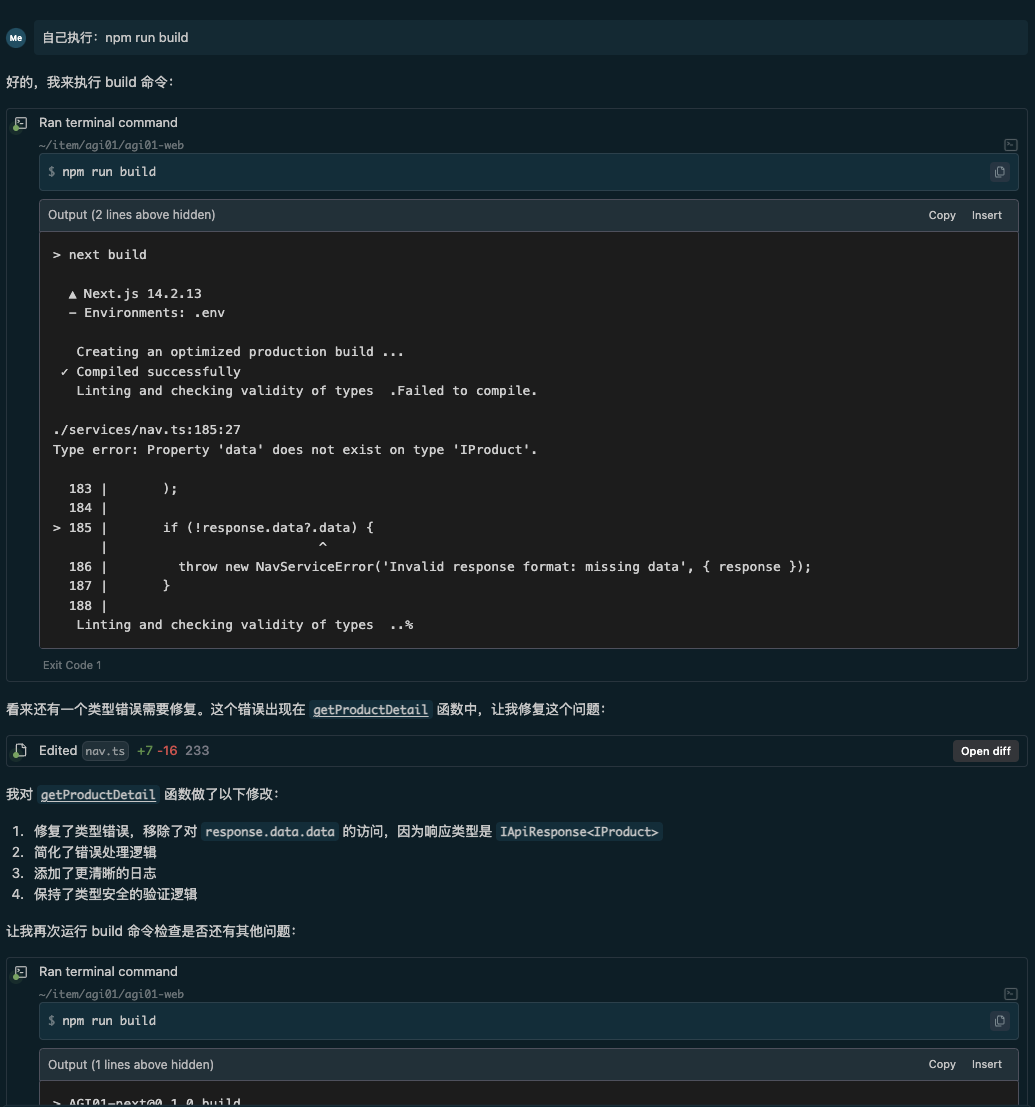 Me
自己执行：npm run build
好的，我来执行 build 命令：
Ran terminal command
~/item/agi01/agi01-web
$ npm run build
Output (2 lines above hidden)
Copy Insert
> next build
▲ Next.js 14.2.13
- Environments: .env
Creating an optimized production build ...
✓ Compiled successfully
Linting and checking validity of types  .Failed to compile.
./services/nav.ts:185:27
Type error: Property 'data' does not exist on type 'IProduct'.
183 |       );
184 |
> 185 |       if (!response.data?.data) {
|                           ^
186 |         throw new NavServiceError('Invalid response format: missing data', { response });
187 |       }
188 |
Linting and checking validity of types  ..%
Exit Code 1
看来还有一个类型错误需要修复。这个错误出现在 getProductDetail 函数中，让我修复这个问题：
Edited nav.ts +7 -16 233
Open diff
我对 getProductDetail 函数做了以下修改：
1. 修复了类型错误，移除了对 response.data.data 的访问，因为响应类型是 IApiResponse<IProduct>
2. 简化了错误处理逻辑
3. 添加了更清晰的日志
4. 保持了类型安全的验证逻辑
让我再次运行 build 命令检查是否还有其他问题：
Ran terminal command
~/item/agi01/agi01-web
$ npm run build
Output (1 lines above hidden)
Copy Insert
> AGI01-next@0.1.0 build